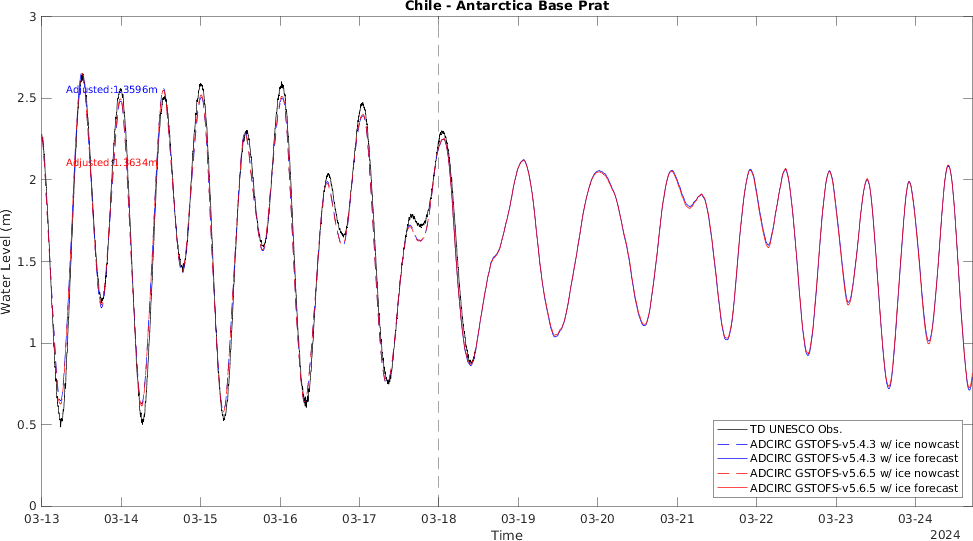 Chile - Antarctica Base Prat
3
2.5
2
1.5
1
0.5
0
Water Level (m)
Adjusted:1.3596m
Adjusted:1.3634m
TD UNESCO Obs.
ADCIRC GSTOFS-v5.4.3 w/ ice nowcast
ADCIRC GSTOFS-v5.4.3 w/ ice forecast
ADCIRC GSTOFS-v5.6.5 w/ ice nowcast
ADCIRC GSTOFS-v5.6.5 w/ ice forecast
03-13 03-14 03-15 03-16 03-17 03-18 03-19 03-20 03-21 03-22 03-23 03-24
Time
2024